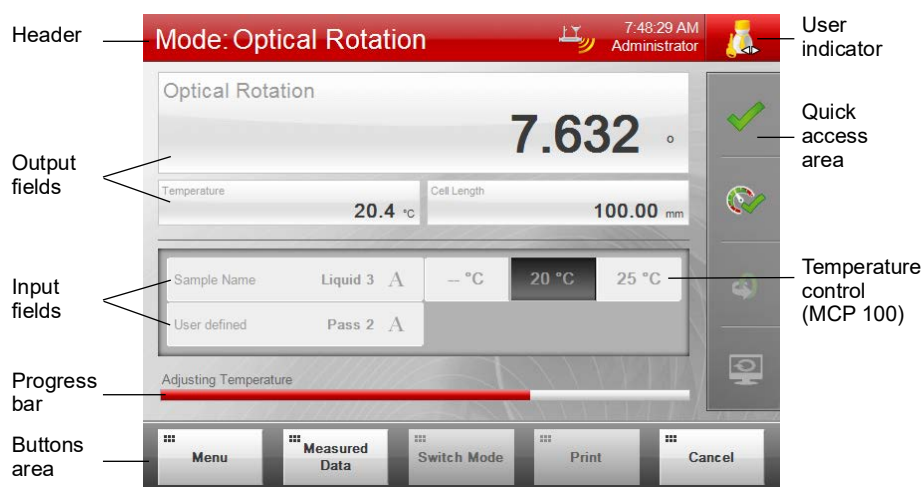 Header
Mode: Optical Rotation
7:48:29 AM
Administrator
User
indicator
Optical Rotation
7.632 °
Quick
access
area
Output
fields
Temperature
20.4 °C
Cell Length
100.00 mm
Input
fields
Sample Name Liquid 3 A
-- °C
20 °C
25 °C
User defined Pass 2 A
Temperature
control
(MCP 100)
Progress
bar
Adjusting Temperature
Buttons
area
Menu
Measured
Data
Switch Mode
Print
Cancel